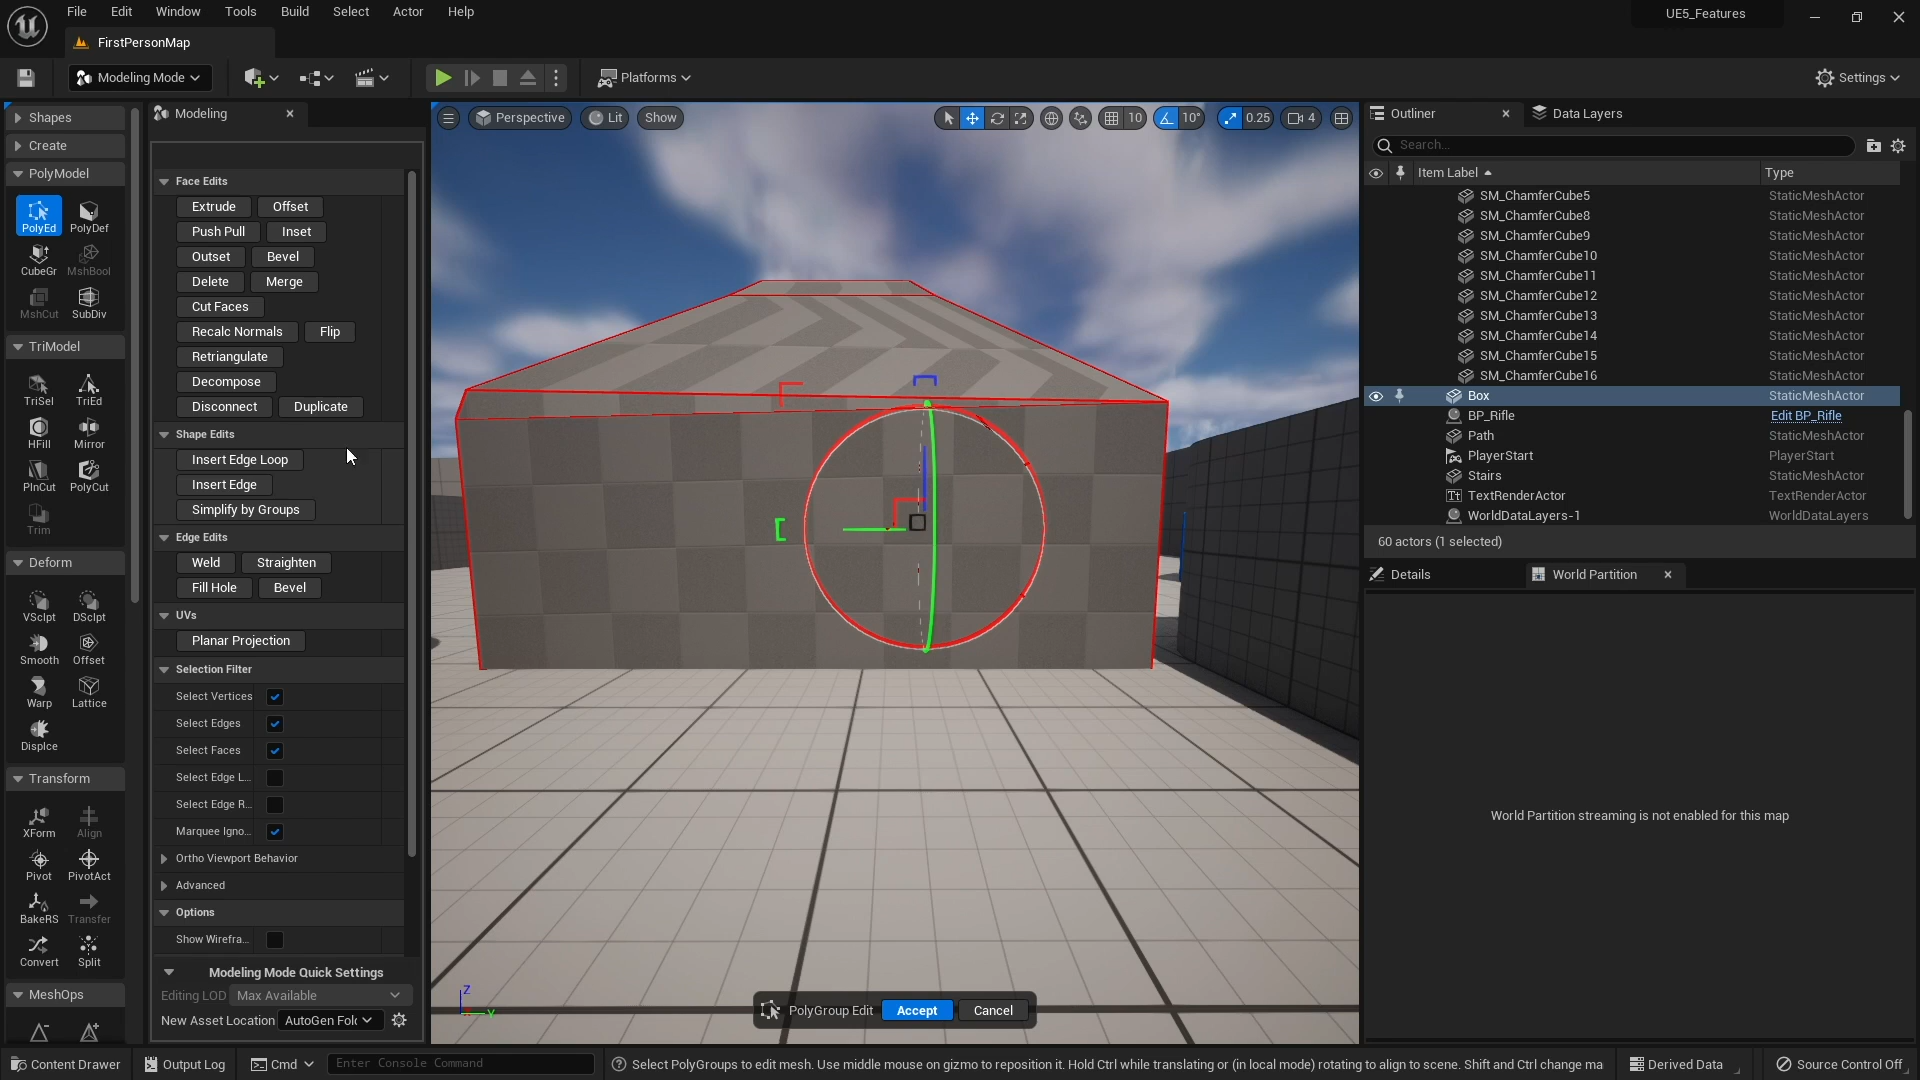 File Edit Window Tools Build Select Actor Help
UE5_Features
FirstPersonMap
Modeling Mode
Platforms
Settings
Shapes
Create
PolyModel
PolyEd PolyDef
CubeGr MshBool
MshCut SubDiv
TriModel
TriSel TriEd
HFill Mirror
PlnCut PolyCut
Trim
Deform
VSclpt DSclpt
Smooth Offset
Warp Lattice
Displce
Transform
XForm Align
Pivot PivotAct
BakeRS Transfer
Convert Split
MeshOps
Modeling
Face Edits
Extrude Offset
Push Pull Inset
Outset Bevel
Delete Merge
Cut Faces
Recalc Normals Flip
Retriangulate
Decompose
Disconnect Duplicate
Shape Edits
Insert Edge Loop
Insert Edge
Simplify by Groups
Edge Edits
Weld Straighten
Fill Hole Bevel
UVs
Planar Projection
Selection Filter
Select Vertices
Select Edges
Select Faces
Select Edge L...
Select Edge R...
Marquee Igno...
Ortho Viewport Behavior
Advanced
Options
Show Wirefra...
Modeling Mode Quick Settings
Editing LOD Max Available
New Asset Location AutoGen Fol
Perspective Lit Show 10 10° 0.25 4
Z
Y
PolyGroup Edit Accept Cancel
Outliner Data Layers
Search...
Item Label Type
SM_ChamferCube5 StaticMeshActor
SM_ChamferCube8 StaticMeshActor
SM_ChamferCube9 StaticMeshActor
SM_ChamferCube10 StaticMeshActor
SM_ChamferCube11 StaticMeshActor
SM_ChamferCube12 StaticMeshActor
SM_ChamferCube13 StaticMeshActor
SM_ChamferCube14 StaticMeshActor
SM_ChamferCube15 StaticMeshActor
SM_ChamferCube16 StaticMeshActor
Box StaticMeshActor
BP_Rifle Edit BP_Rifle
Path StaticMeshActor
PlayerStart PlayerStart
Stairs StaticMeshActor
Tt TextRenderActor TextRenderActor
WorldDataLayers-1 WorldDataLayers
60 actors (1 selected)
Details World Partition
World Partition streaming is not enabled for this map
Content Drawer Output Log Cmd Enter Console Command Select PolyGroups to edit mesh. Use middle mouse on gizmo to reposition it. Hold Ctrl while translating or (in local mode) rotating to align to scene. Shift and Ctrl change ma Derived Data Source Control Off